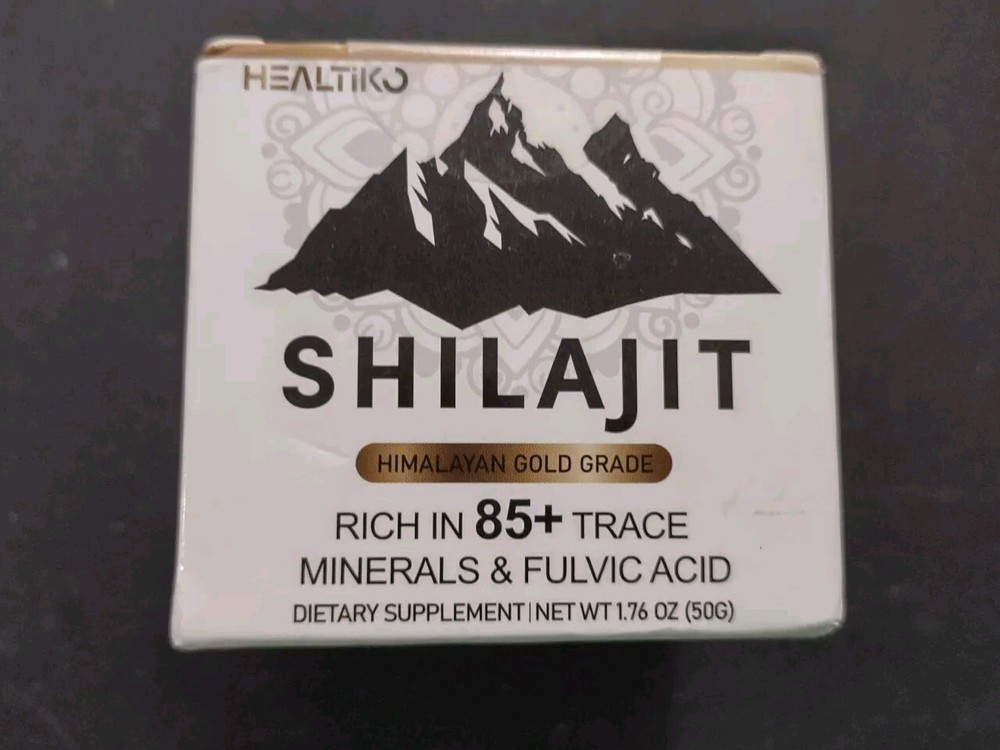 HEALTiKO
SHILAJIT
HIMALAYAN GOLD GRADE
RICH IN 85+ TRACE
MINERALS & FULVIC ACID
DIETARY SUPPLEMENT | NET WT 1.76 OZ (50G)